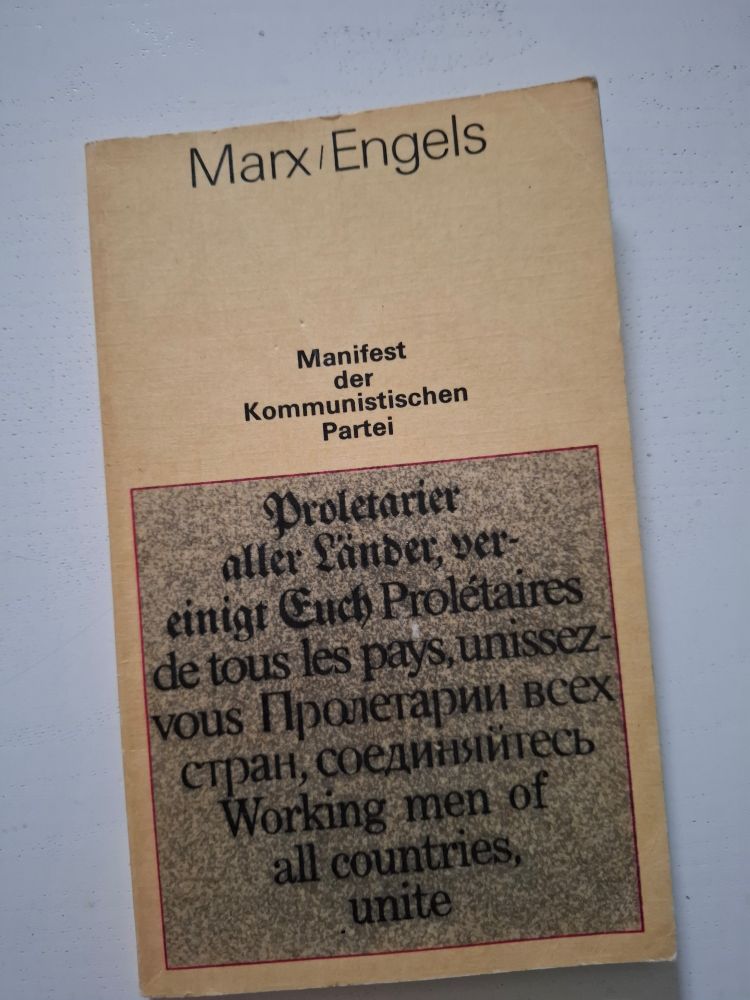 Marx/Engels
Manifest
der
Kommunistischen
Partei
Proletarier
aller Länder, ver-
einigt Euch Prolétaires
de tous les pays, unissez-
vous Пролетарии всех
стран, соединяйтесь
Working men of
all countries,
unite